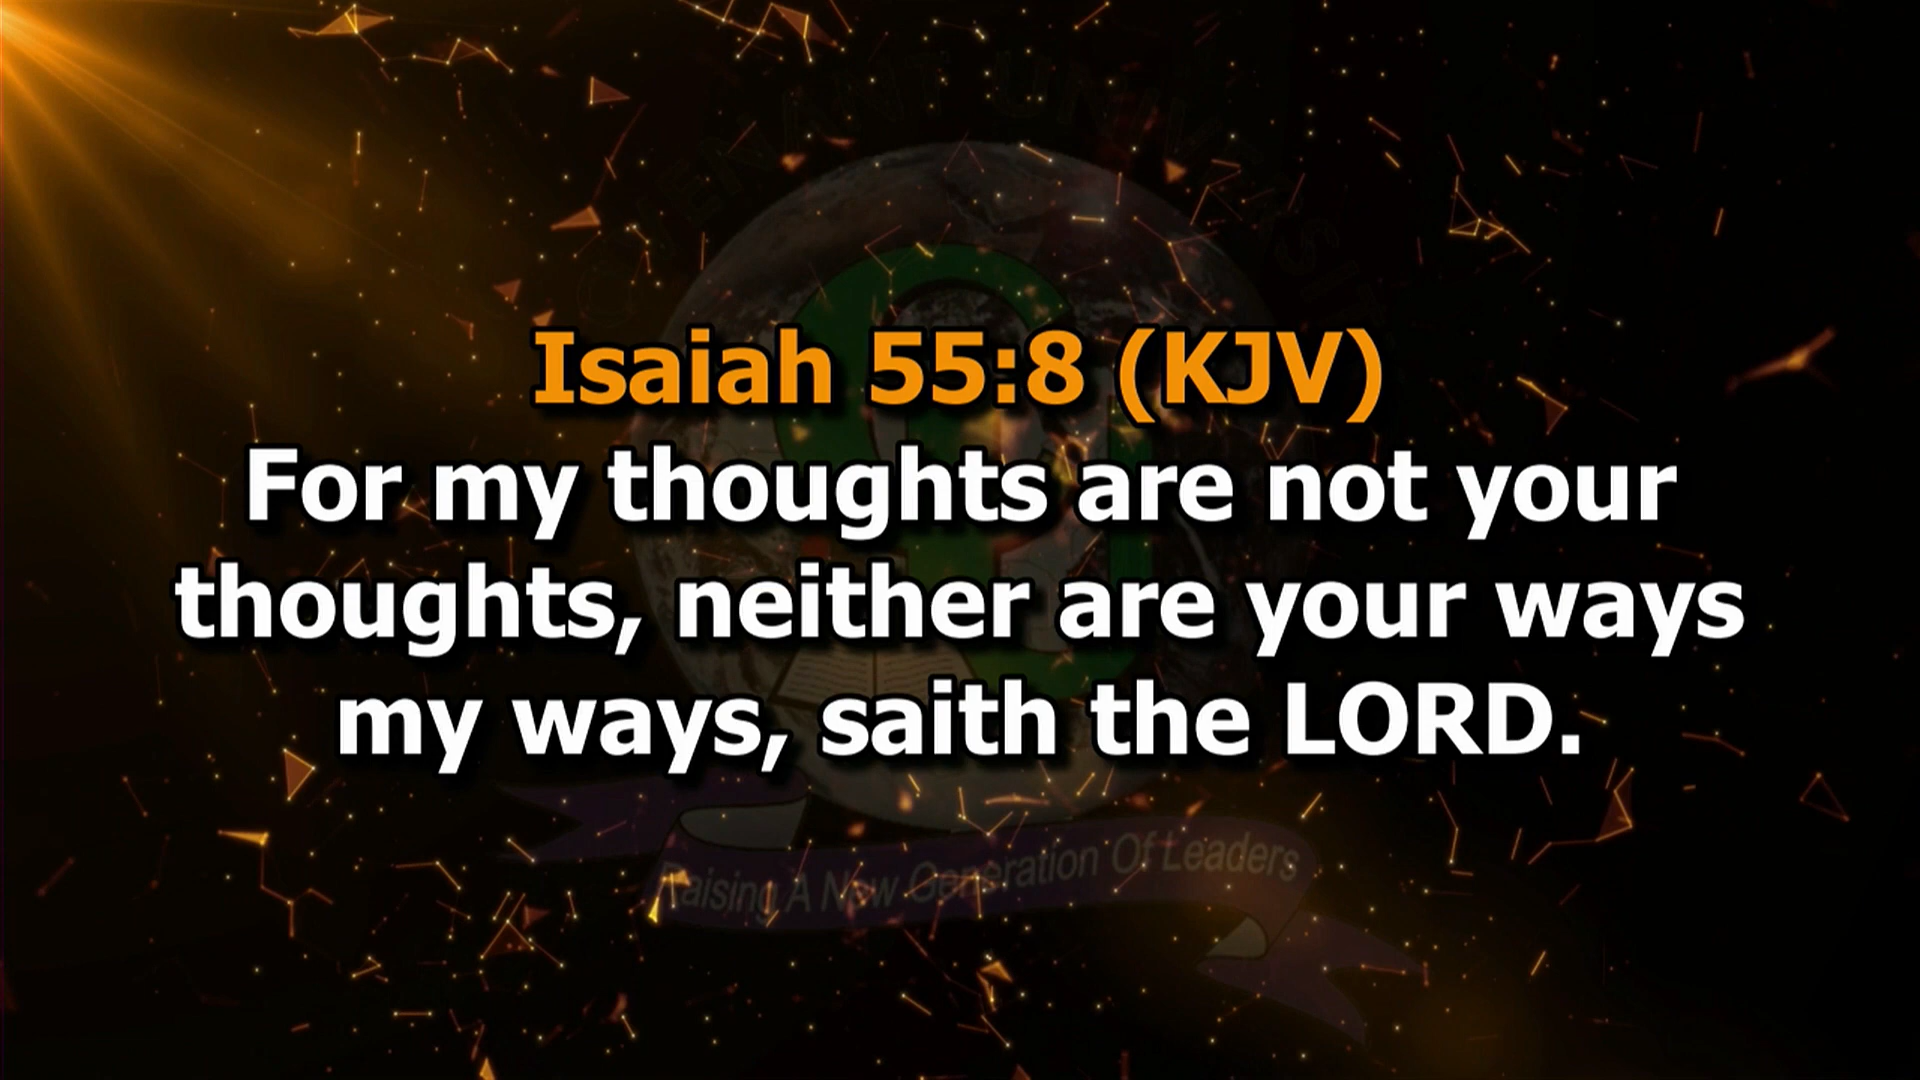 Isaiah 55:8 (KJV)
For my thoughts are not your
thoughts, neither are your ways
my ways, saith the LORD.
Raising A New Generation Of Leaders